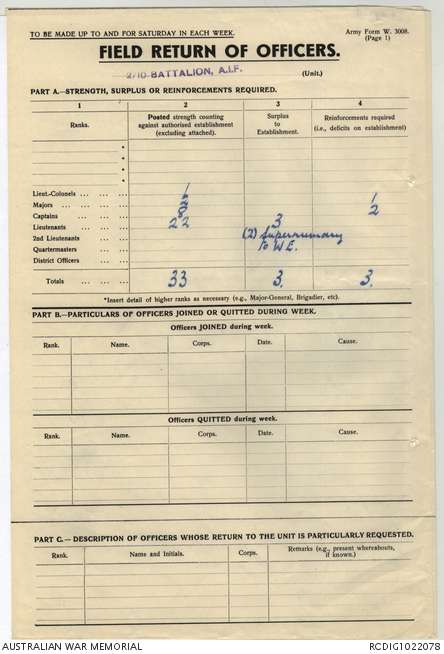 TO BE MADE UP TO AND FOR SATURDAY IN EACH WEEK.
Army Form W. 3008.
(Page 1)
FIELD RETURN OF OFFICERS.
2/10 BATTALION, A.I.F.
(Unit.)
PART A.—STRENGTH, SURPLUS OR REINFORCEMENTS REQUIRED.
1 2 3 4
Ranks.
Posted strength counting against authorised establishment (excluding attached).
Surplus to Establishment.
Reinforcements required (i.e., deficits on establishment)
*
*
*
Lieut.-Colonels ... ... ... 1
Majors ... ... ... ... 2 1
Captains ... ... ... 8 2
Lieutenants ... ... ... 22 3
2nd Lieutenants ... ... ... (2) Supernumary
Quartermasters ... ... ... to W.E.
District Officers ... ... ...
Totals ... ... ... 33 3. 3.
*Insert detail of higher ranks as necessary (e.g., Major-General, Brigadier, etc).
PART B.—PARTICULARS OF OFFICERS JOINED OR QUITTED DURING WEEK.
Officers JOINED during week.
Rank. Name. Corps. Date. Cause.
Officers QUITTED during week.
Rank. Name. Corps. Date. Cause.
PART C.—DESCRIPTION OF OFFICERS WHOSE RETURN TO THE UNIT IS PARTICULARLY REQUESTED.
Rank. Name and Initials. Corps. Remarks (e.g., present whereabouts, if known.)
AUSTRALIAN WAR MEMORIAL
RCDIG1022078